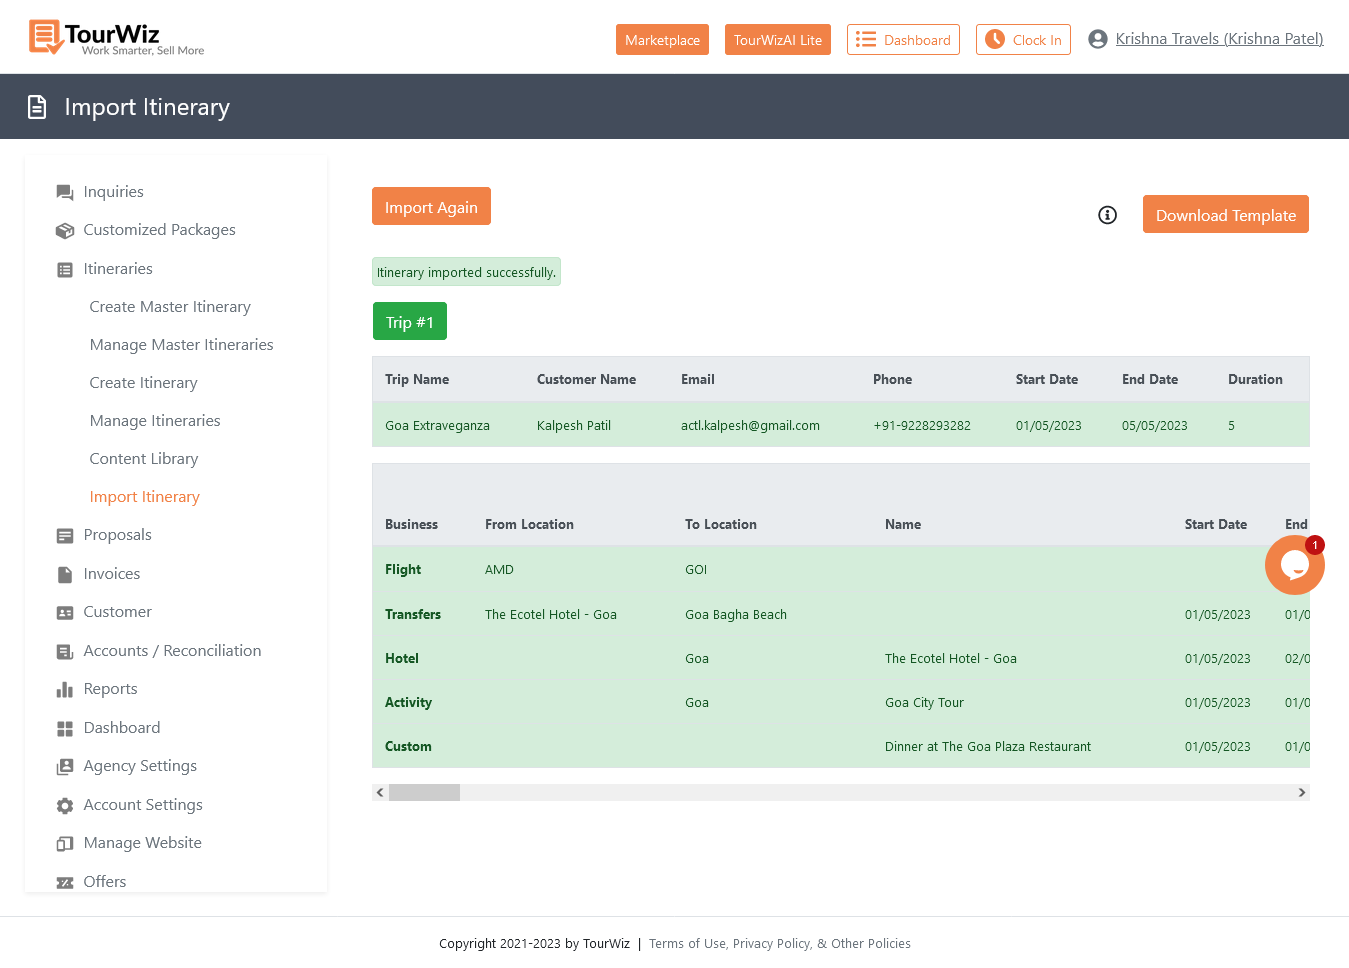 TourWiz
Work Smarter, Sell More
Marketplace
TourWizAI Lite
Dashboard
Clock In
Krishna Travels (Krishna Patel)
Import Itinerary
Inquiries
Customized Packages
Itineraries
Create Master Itinerary
Manage Master Itineraries
Create Itinerary
Manage Itineraries
Content Library
Import Itinerary
Proposals
Invoices
Customer
Accounts / Reconciliation
Reports
Dashboard
Agency Settings
Account Settings
Manage Website
Offers
Import Again
Download Template
Itinerary imported successfully.
Trip #1
Trip Name Customer Name Email Phone Start Date End Date Duration
Goa Extraveganza Kalpesh Patil actl.kalpesh@gmail.com +91-9228293282 01/05/2023 05/05/2023 5
Business From Location To Location Name Start Date End
Flight AMD GOI
Transfers The Ecotel Hotel - Goa Goa Bagha Beach 01/05/2023 01/0
Hotel Goa The Ecotel Hotel - Goa 01/05/2023 02/0
Activity Goa Goa City Tour 01/05/2023 01/0
Custom Dinner at The Goa Plaza Restaurant 01/05/2023 01/0
1
Copyright 2021-2023 by TourWiz | Terms of Use, Privacy Policy, & Other Policies